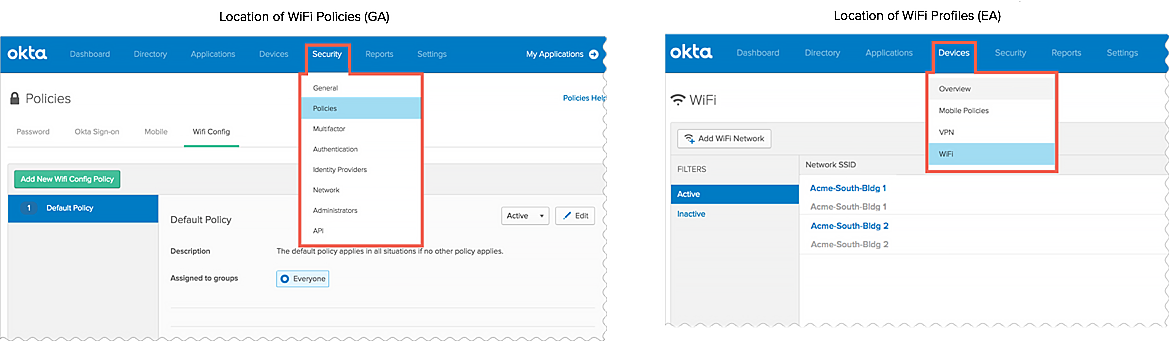 Location of WiFi Policies (GA)
okta Dashboard Directory Applications Devices Security Reports Settings My Applications
General
Policies
Policies Help
Policies
Multifactor
Password Okta Sign-on Mobile Wifi Config
Authentication
Identity Providers
Add New Wifi Config Policy
Network
1 Default Policy
Administrators
API
Default Policy Active Edit
Description The default policy applies in all situations if no other policy applies.
Assigned to groups Everyone
Location of WiFi Profiles (EA)
okta Dashboard Directory Applications Devices Security Reports Settings
Overview
Mobile Policies
VPN
WiFi
WiFi
Add WiFi Network
FILTERS
Active
Inactive
Network SSID
Acme-South-Bldg 1
Acme-South-Bldg 1
Acme-South-Bldg 2
Acme-South-Bldg 2